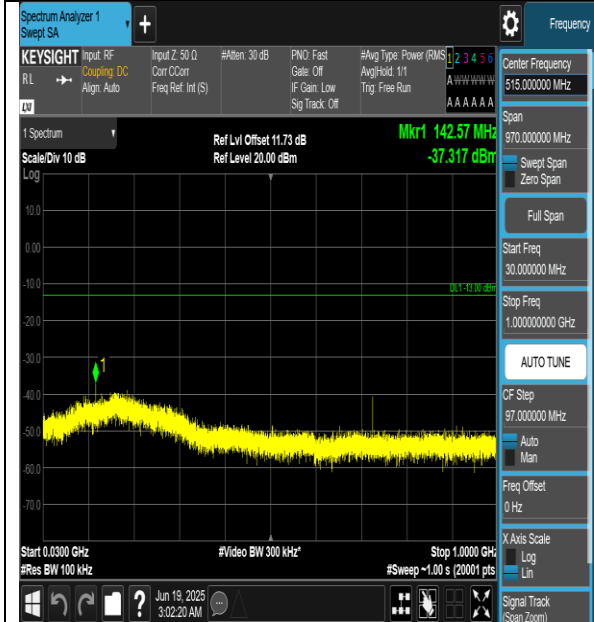 Spectrum Analyzer 1
Swept SA
+
Frequency
KEYSIGHT
RL
LXI
Input: RF
Coupling: DC
Align: Auto
Input Z: 50 Ω
Corr CCorr
Freq Ref: Int (S)
#Atten: 30 dB
PNO: Fast
Gate: Off
IF Gain: Low
Sig Track: Off
#Avg Type: Power (RMS
Avg|Hold: 1/1
Trig: Free Run
1 2 3 4 5 6
A W W W W W
A A A A A A
1 Spectrum
Scale/Div 10 dB
Log
Ref Lvl Offset 11.73 dB
Ref Level 20.00 dBm
Mkr1 142.57 MHz
-37.317 dBm
10.0
0.00
-10.0
-20.0
-30.0
-40.0
-50.0
-60.0
-70.0
DL1 -13.00 dBm
1
Start 0.0300 GHz
#Res BW 100 kHz
#Video BW 300 kHz*
Stop 1.0000 GHz
#Sweep ~1.00 s (20001 pts
Center Frequency
515.000000 MHz
Span
970.000000 MHz
Swept Span
Zero Span
Full Span
Start Freq
30.000000 MHz
Stop Freq
1.000000000 GHz
AUTO TUNE
CF Step
97.000000 MHz
Auto
Man
Freq Offset
0 Hz
X Axis Scale
Log
Lin
Signal Track
(Span Zoom)
?
Jun 19, 2025
3:02:20 AM